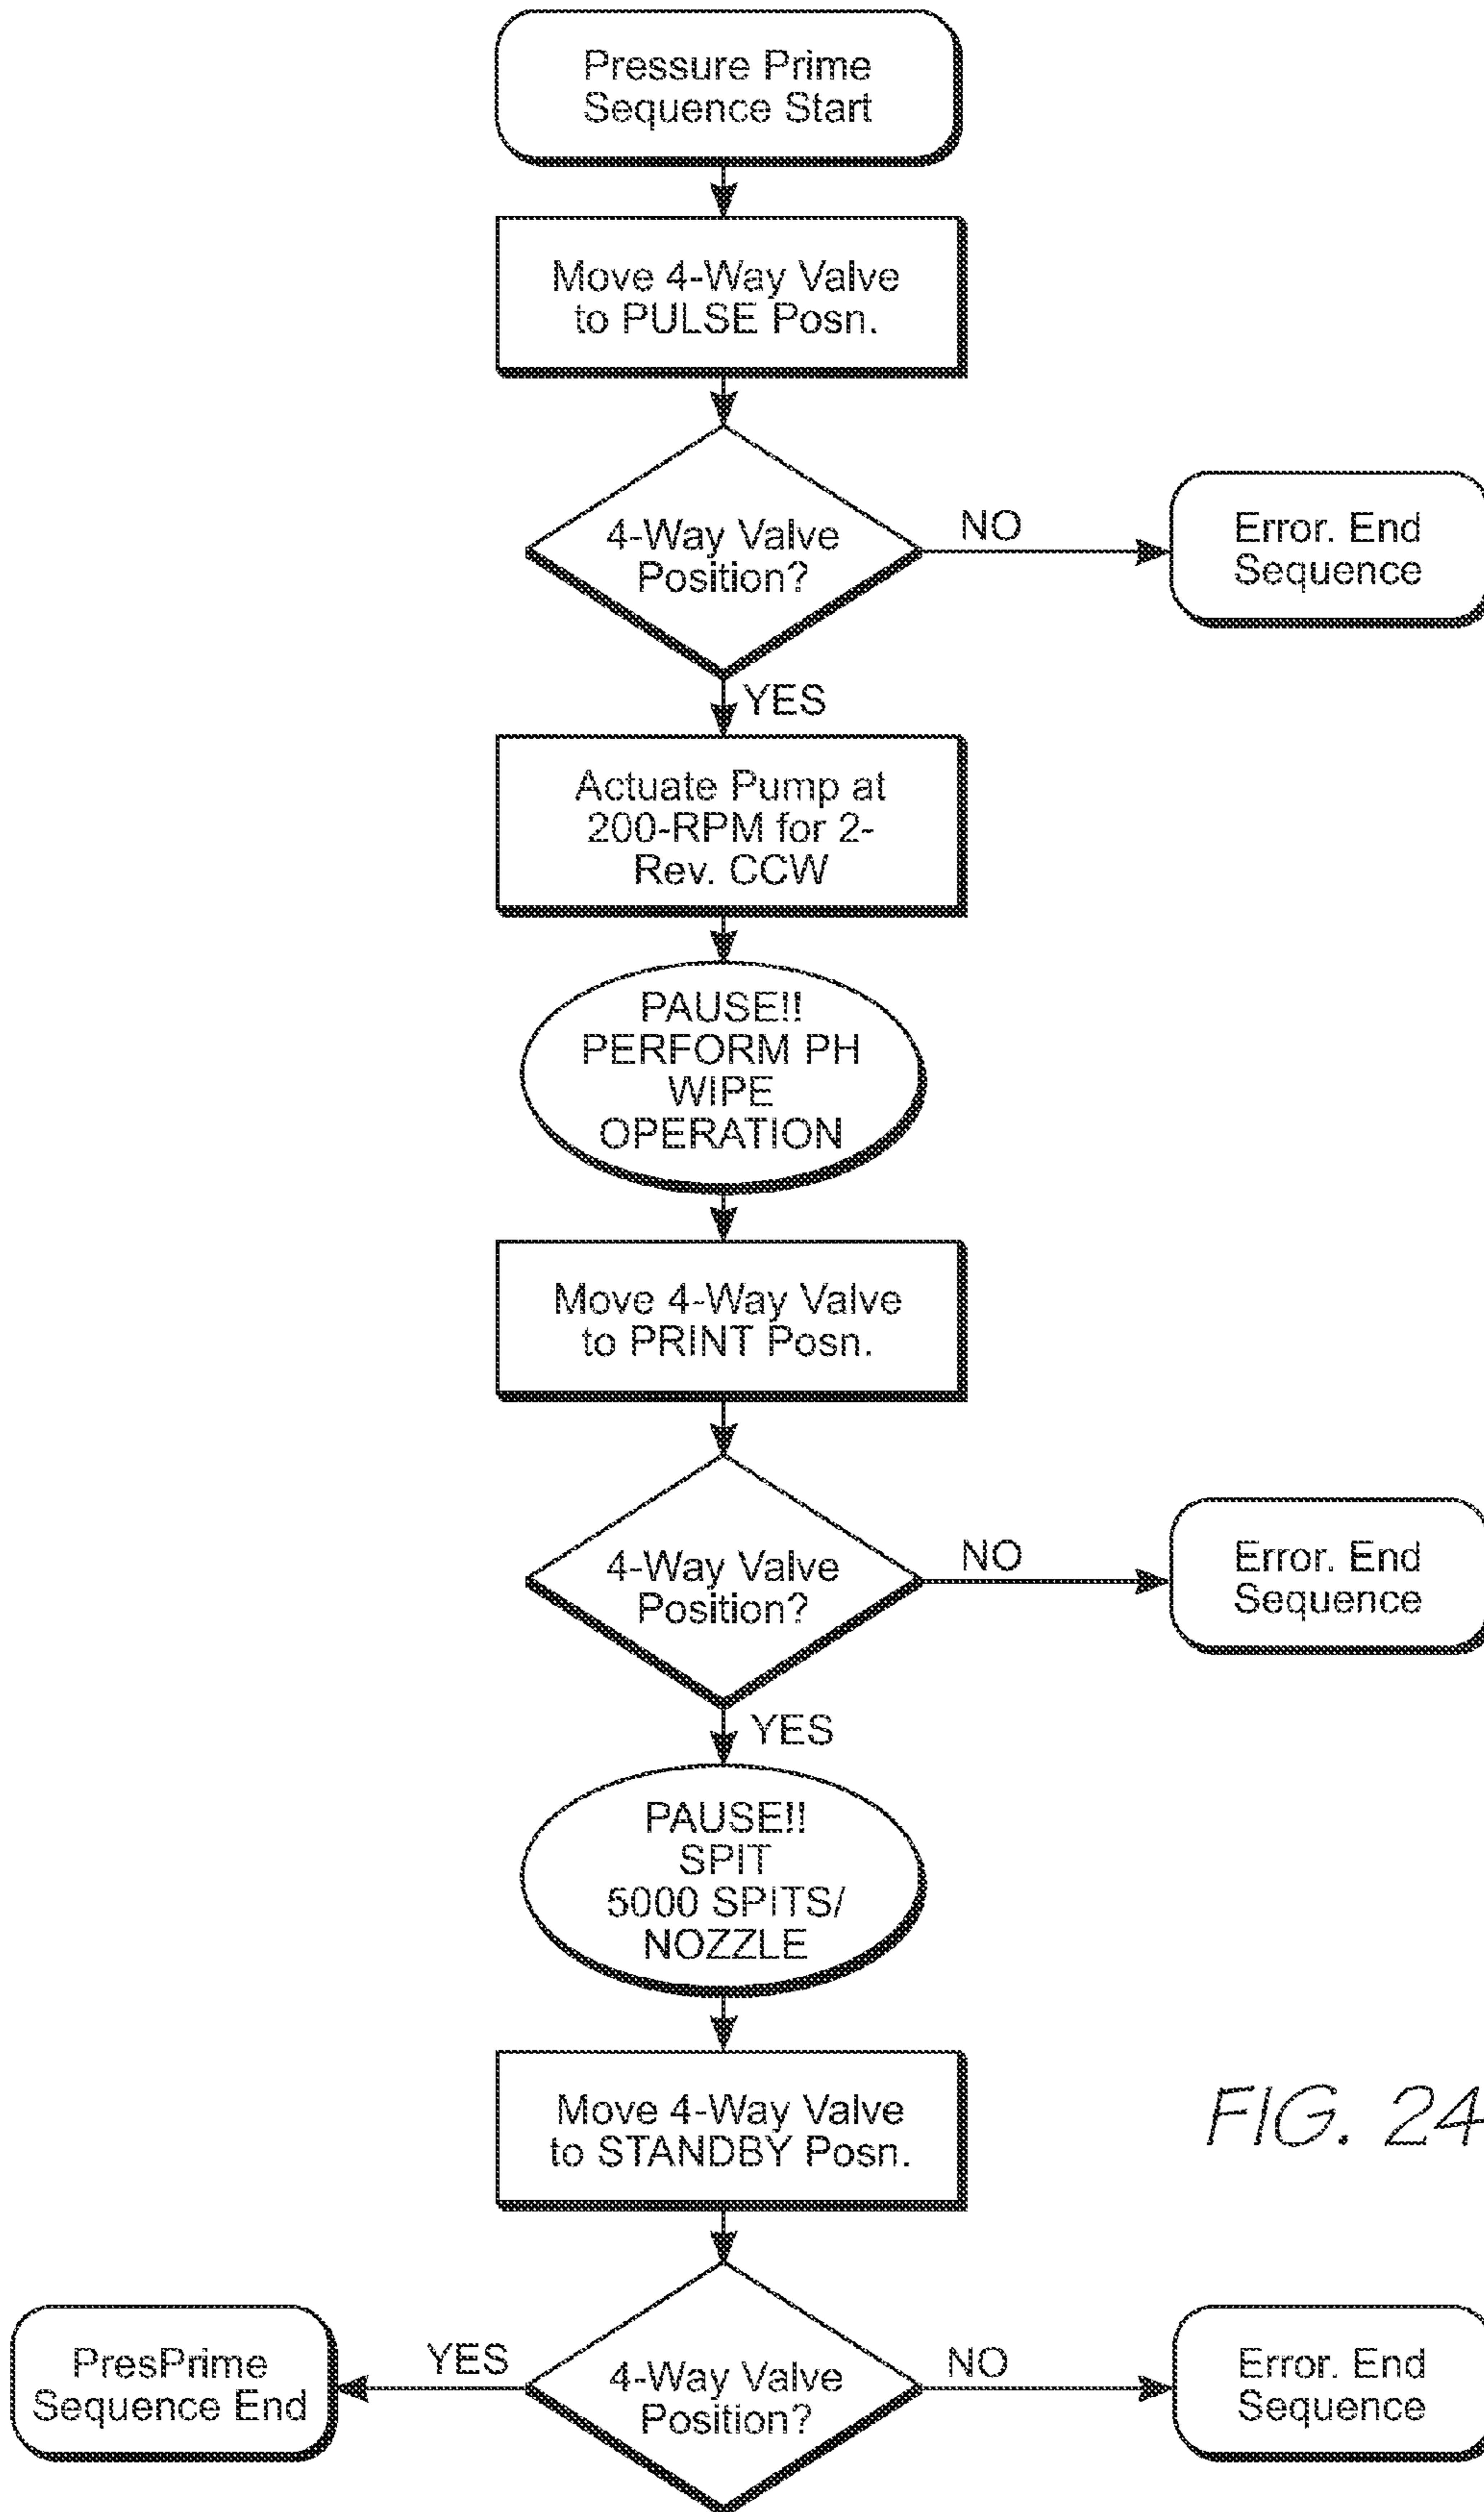 Pressure Prime
Sequence Start
Move 4-Way Valve
to PULSE Posn.
4-Way Valve
Position?
NO
Error. End
Sequence
YES
Actuate Pump at
200-RPM for 2-
Rev. CCW
PAUSE!!
PERFORM PH
WIPE
OPERATION
Move 4-Way Valve
to PRINT Posn.
4-Way Valve
Position?
NO
Error. End
Sequence
YES
PAUSE!!
SPIT
5000 SPITS/
NOZZLE
Move 4-Way Valve
to STANDBY Posn.
FIG. 24
4-Way Valve
Position?
YES
PresPrime
Sequence End
NO
Error. End
Sequence